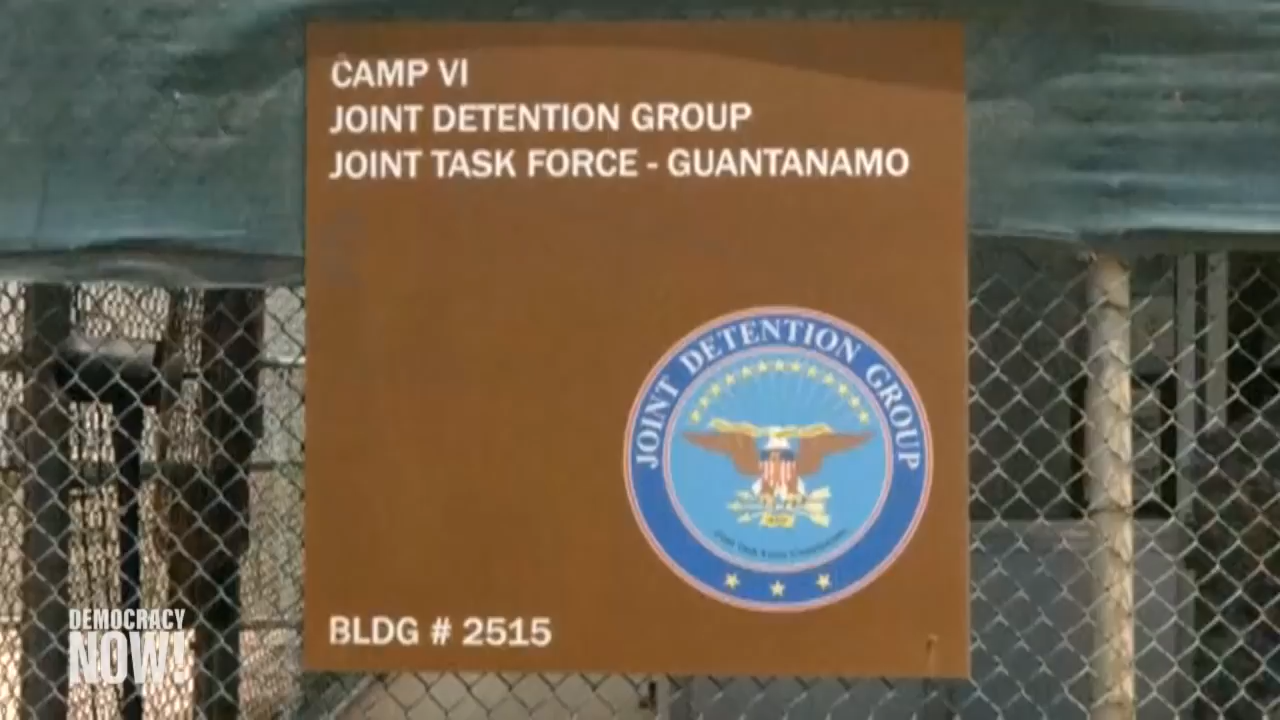 CAMP VI
JOINT DETENTION GROUP
JOINT TASK FORCE - GUANTANAMO
JOINT DETENTION GROUP
BLDG # 2515
DEMOCRACY
NOW!